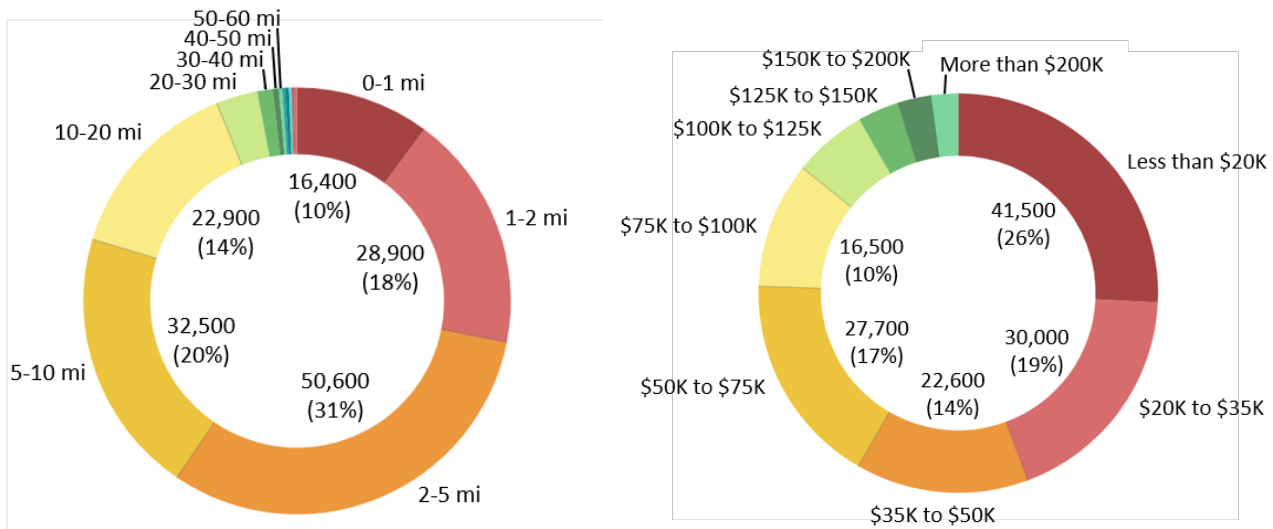 50-60 mi
40-50 mi
30-40 mi
20-30 mi
10-20 mi
5-10 mi
0-1 mi
1-2 mi
2-5 mi
16,400
(10%)
28,900
(18%)
50,600
(31%)
32,500
(20%)
22,900
(14%)
$150K to $200K
More than $200K
$125K to $150K
$100K to $125K
$75K to $100K
$50K to $75K
Less than $20K
$20K to $35K
$35K to $50K
41,500
(26%)
30,000
(19%)
22,600
(14%)
27,700
(17%)
16,500
(10%)